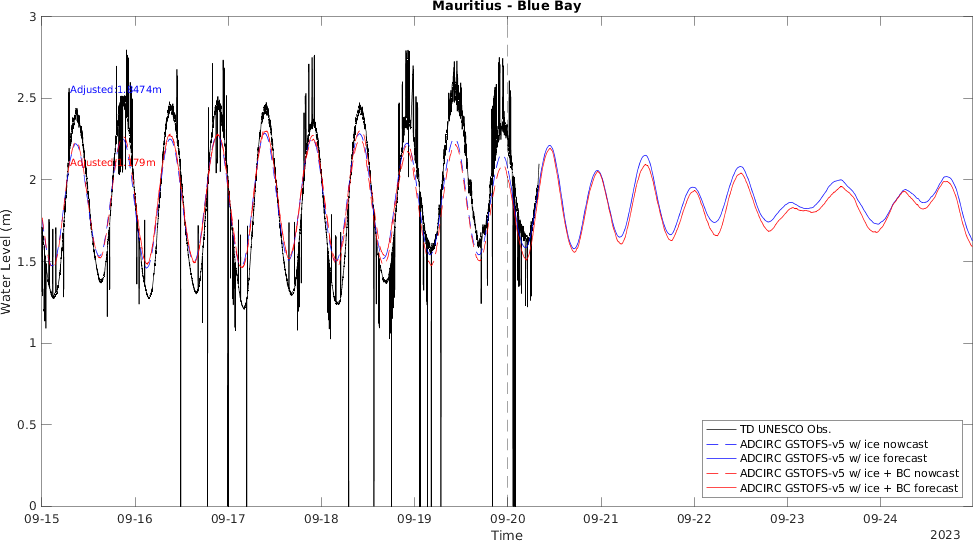 Mauritius - Blue Bay
3
2.5
2
1.5
1
0.5
0
Water Level (m)
Adjusted:1.8474m
Adjusted:
09-15
09-16
09-17
09-18
09-19
09-20
09-21
09-22
09-23
09-24
Time
2023
TD UNESCO Obs.
ADCIRC GSTOFS-v5 w/ ice nowcast
ADCIRC GSTOFS-v5 w/ ice forecast
ADCIRC GSTOFS-v5 w/ ice + BC nowcast
ADCIRC GSTOFS-v5 w/ ice + BC forecast